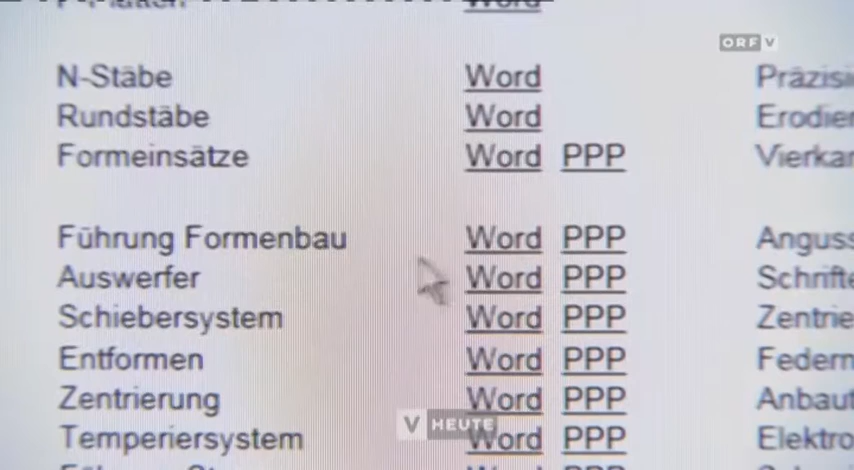 Word
ORF V
N-Stäbe Word
Rundstäbe Word
Formeinsätze Word PPP
Führung Formenbau Word PPP
Auswerfer Word PPP
Schiebersystem Word PPP
Entformen Word PPP
Zentrierung Word PPP
V HEUTE
Temperiersystem Word PPP